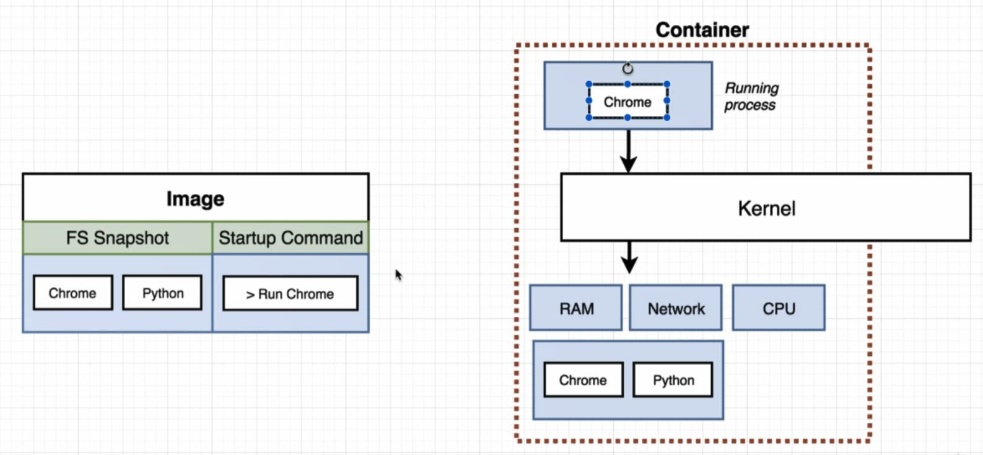 Container
Chrome
Running
process
Image
Kernel
FS Snapshot
Startup Command
Chrome
Python
> Run Chrome
RAM
Network
CPU
Chrome
Python